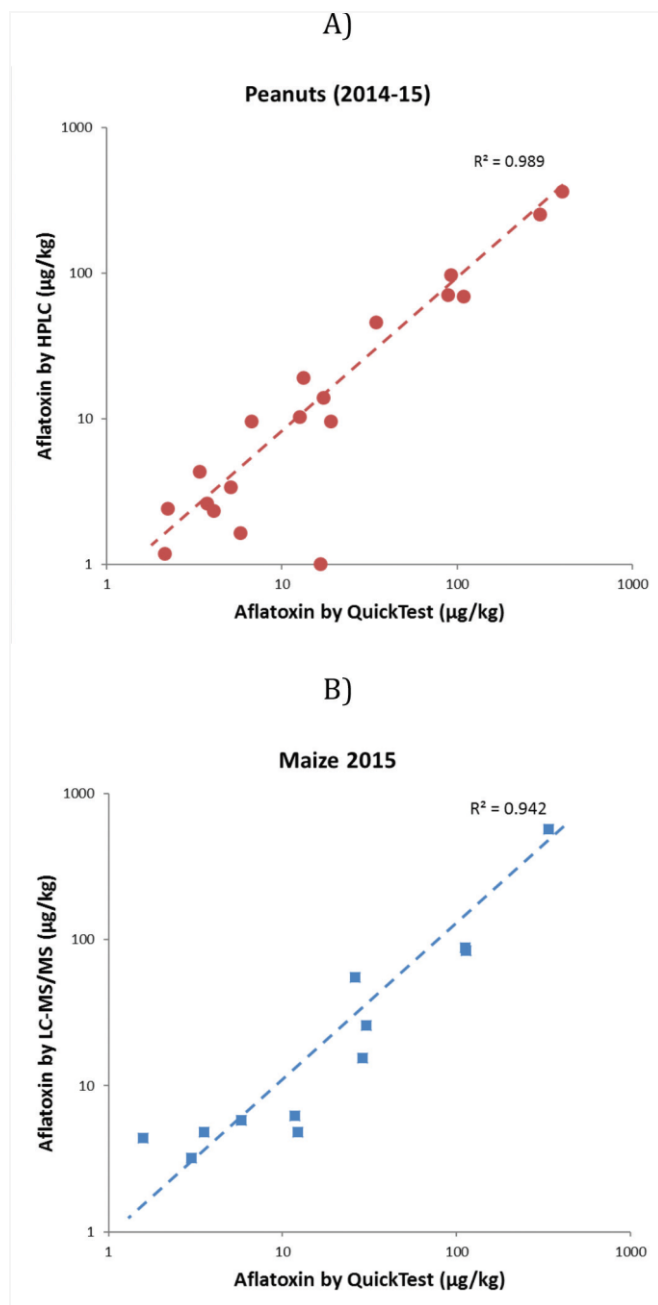 A)
Peanuts (2014-15)
1000
R² = 0.989
100
Aflatoxin by HPLC (µg/kg)
10
1
1 10 100 1000
Aflatoxin by QuickTest (µg/kg)
B)
Maize 2015
1000
R² = 0.942
100
Aflatoxin by LC-MS/MS (µg/kg)
10
1
1 10 100 1000
Aflatoxin by QuickTest (µg/kg)